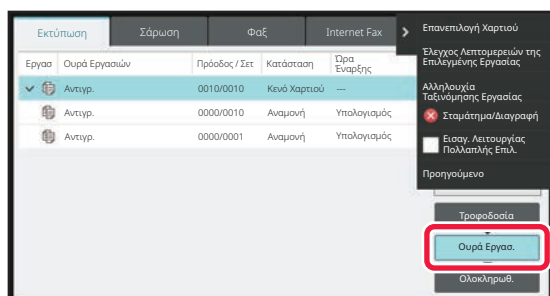 Εκτύπωση
Σάρωση
Φαξ
Internet Fax
Εργασ
Ουρά Εργασιών
Πρόοδος / Σετ
Κατάσταση
Ώρα
Έναρξης
Αντιγρ.
0010/0010
Κενό Χαρτιού
---
Αντιγρ.
0000/0010
Αναμονή
Υπολογισμός
Αντιγρ.
0000/0001
Αναμονή
Υπολογισμός
Επανεπιλογή Χαρτιού
Έλεγχος Λεπτομερειών της
Επιλεγμένης Εργασίας
Αλληλουχία
Ταξινόμησης Εργασίας
Σταμάτημα/Διαγραφή
Εισαγ. Λειτουργίας
Πολλαπλής Επιλ.
Προηγούμενο
Τροφοδοσία
Ουρά Εργασ.
Ολοκληρωθ.